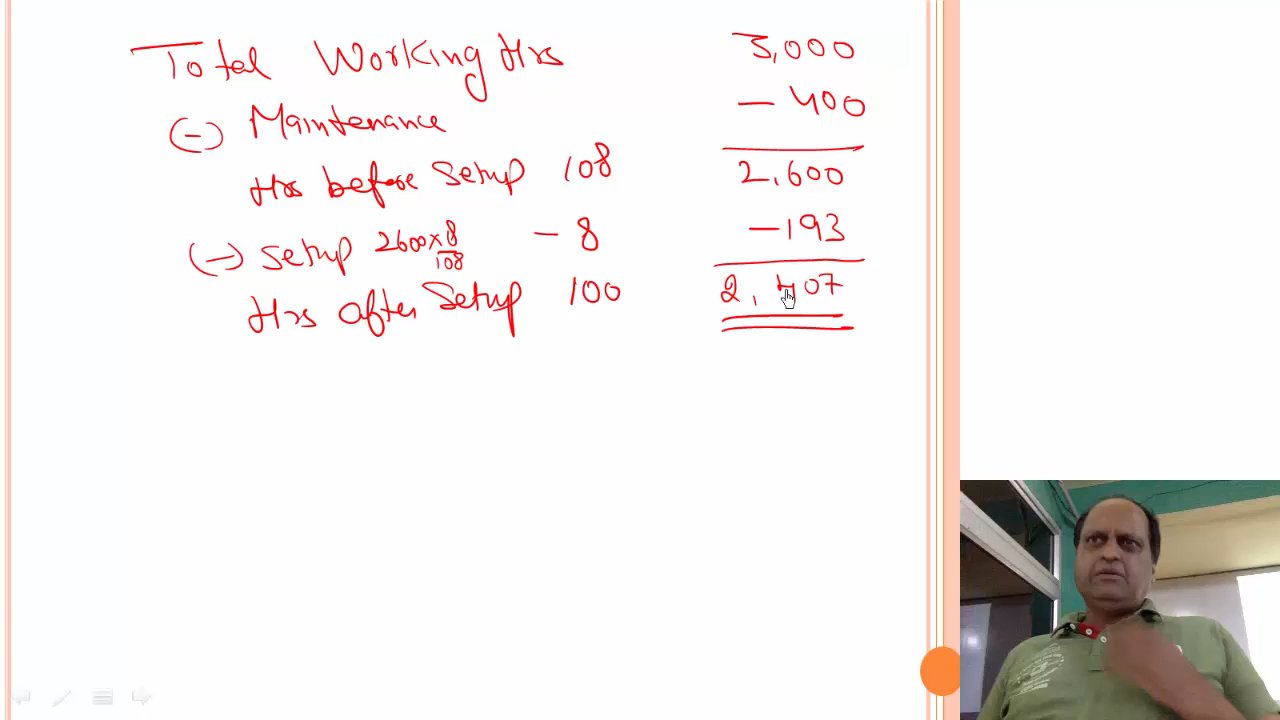 Total Working Hrs 3,000
(-) Maintenance - 400
Hrs before Setup 108 2,600
(-) Setup 2600 × 8/108 - 8 - 193
Hrs after Setup 100 2,407